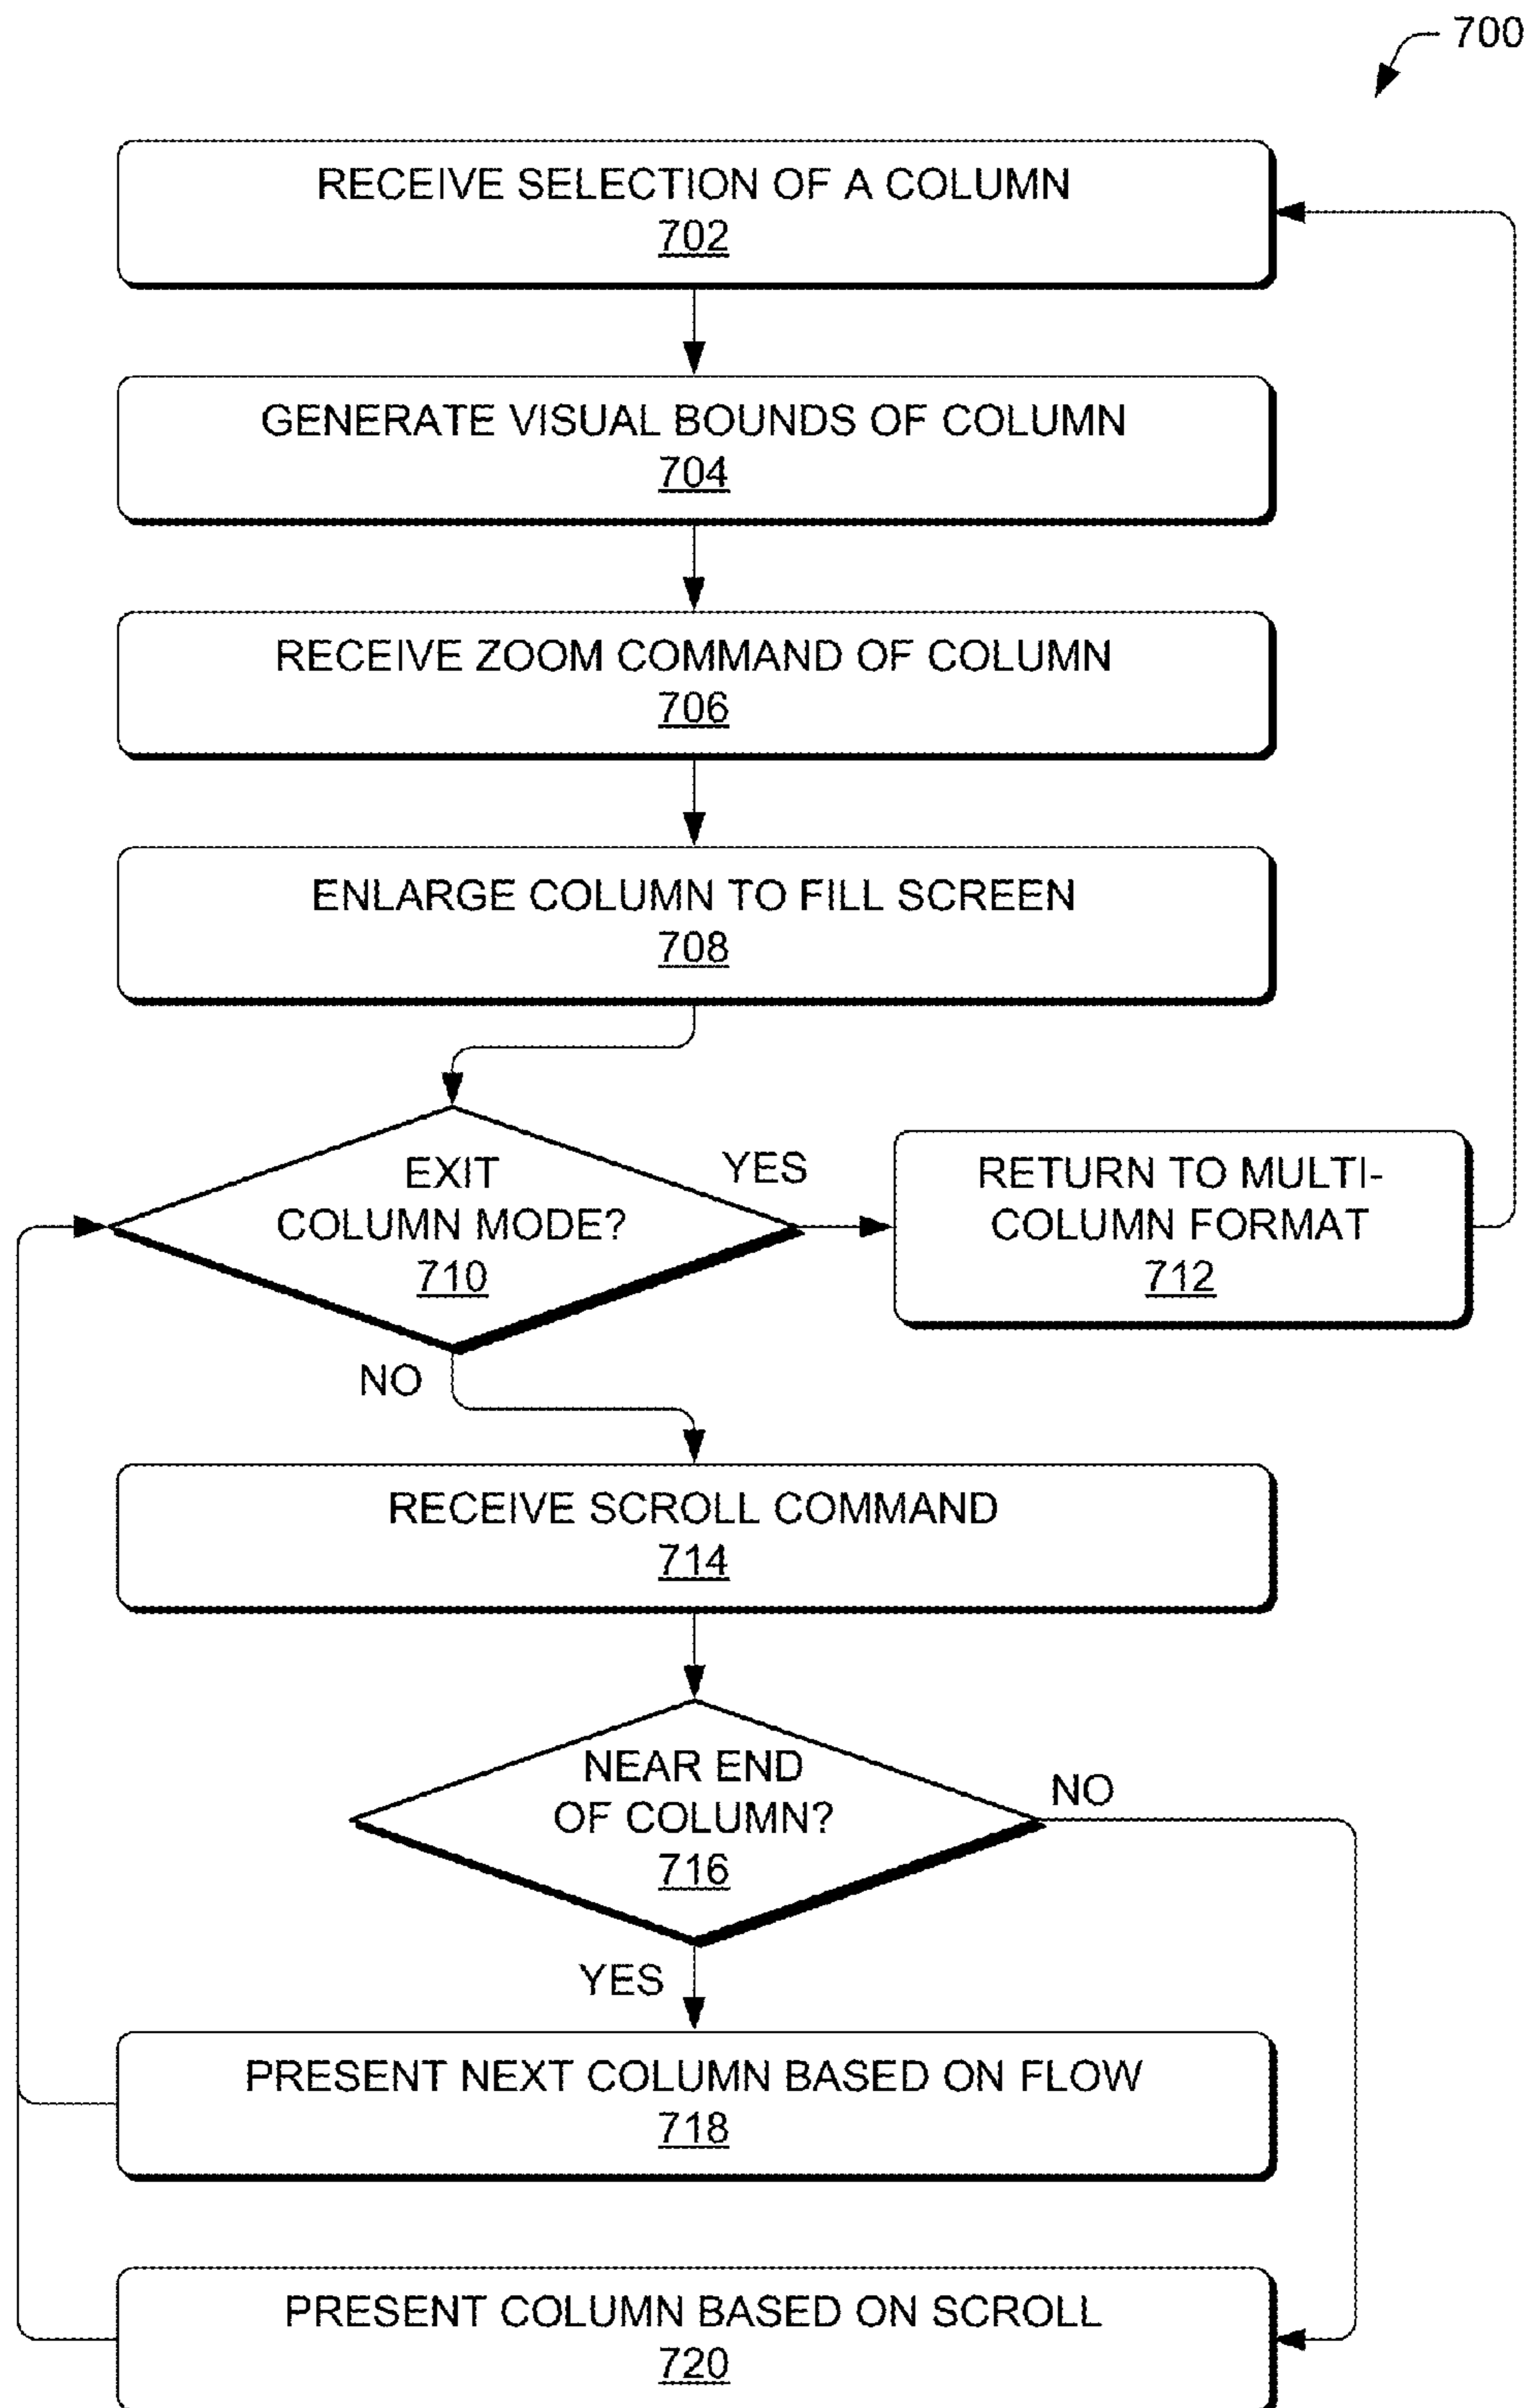 700
RECEIVE SELECTION OF A COLUMN
702
GENERATE VISUAL BOUNDS OF COLUMN
704
RECEIVE ZOOM COMMAND OF COLUMN
706
ENLARGE COLUMN TO FILL SCREEN
708
EXIT
COLUMN MODE?
710
YES
RETURN TO MULTI-
COLUMN FORMAT
712
NO
RECEIVE SCROLL COMMAND
714
NEAR END
OF COLUMN?
716
NO
YES
PRESENT NEXT COLUMN BASED ON FLOW
718
PRESENT COLUMN BASED ON SCROLL
720